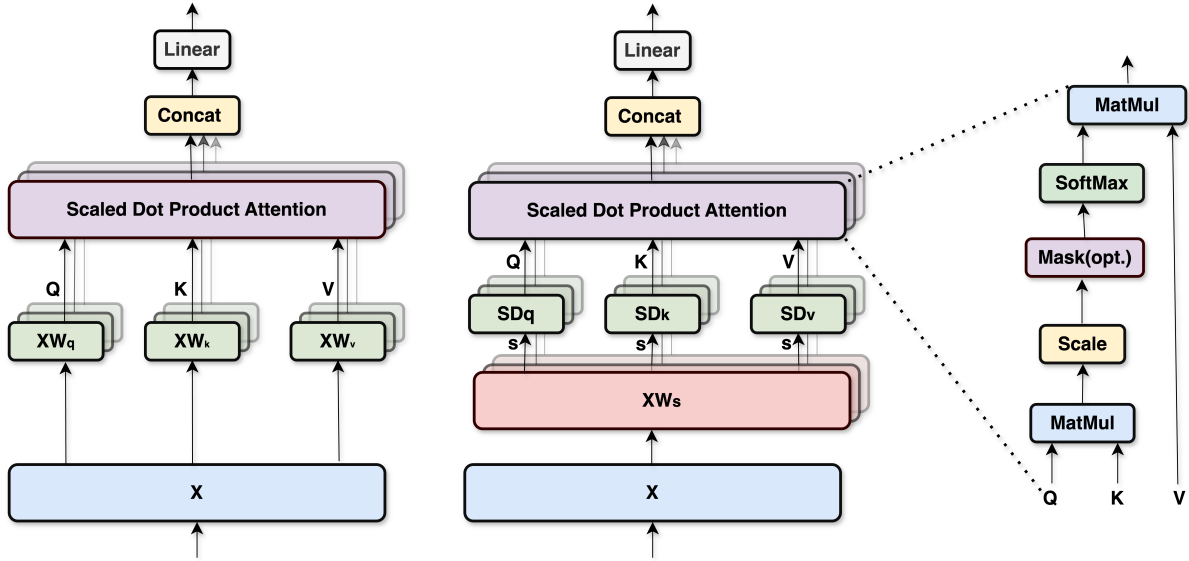 Linear
Concat
Scaled Dot Product Attention
Q K V
XWq XWk XWv
X
Linear
Concat
Scaled Dot Product Attention
Q K V
SDq SDk SDv
s s s
XWs
X
MatMul
SoftMax
Mask(opt.)
Scale
MatMul
Q K V